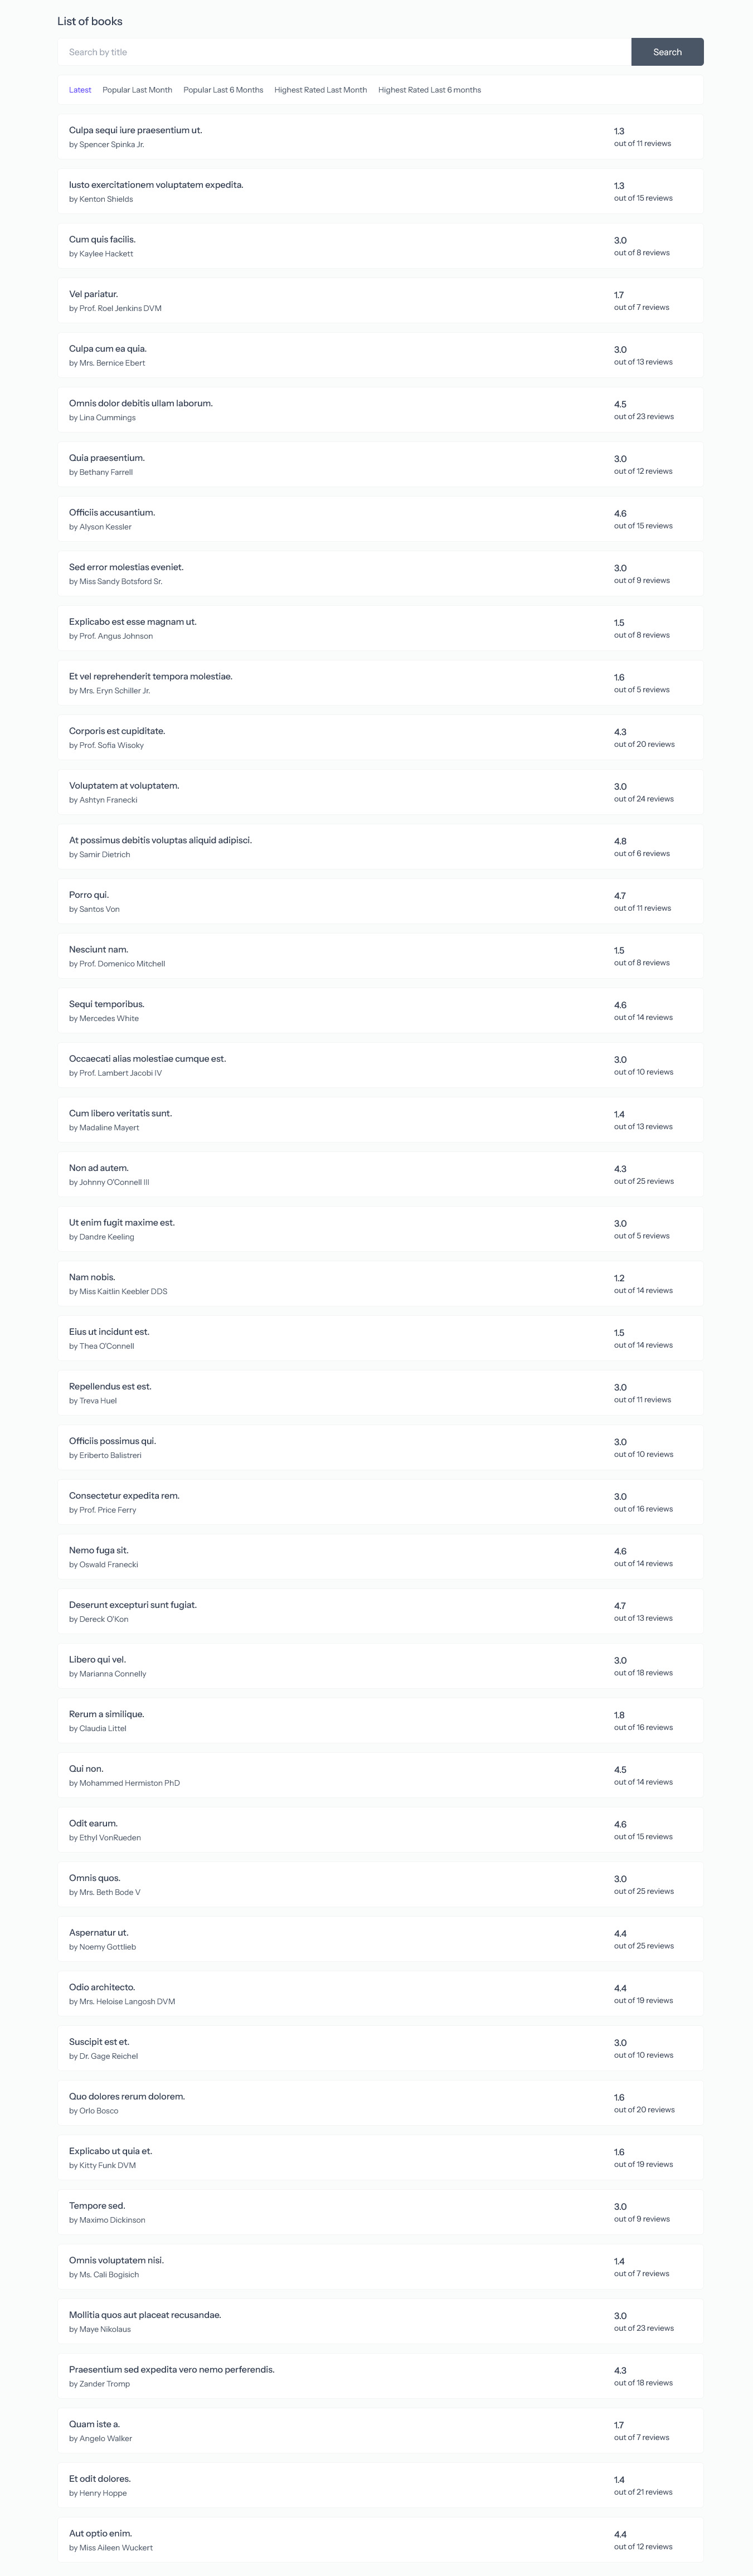 List of books
Search by title
Search
Latest Popular Last Month Popular Last 6 Months Highest Rated Last Month Highest Rated Last 6 months
Culpa sequi iure praesentium ut.
by Spencer Spinka Jr.
1.3
out of 11 reviews
Iusto exercitationem voluptatem expedita.
by Kenton Shields
1.3
out of 15 reviews
Cum quis facilis.
by Kaylee Hackett
3.0
out of 8 reviews
Vel pariatur.
by Prof. Roel Jenkins DVM
1.7
out of 7 reviews
Culpa cum ea quia.
by Mrs. Bernice Ebert
3.0
out of 13 reviews
Omnis dolor debitis ullam laborum.
by Lina Cummings
4.5
out of 23 reviews
Quia praesentium.
by Bethany Farrell
3.0
out of 12 reviews
Officiis accusantium.
by Alyson Kessler
4.6
out of 15 reviews
Sed error molestias eveniet.
by Miss Sandy Botsford Sr.
3.0
out of 9 reviews
Explicabo est esse magnam ut.
by Prof. Angus Johnson
1.5
out of 8 reviews
Et vel reprehenderit tempora molestiae.
by Mrs. Eryn Schiller Jr.
1.6
out of 5 reviews
Corporis est cupiditate.
by Prof. Sofia Wisoky
4.3
out of 20 reviews
Voluptatem at voluptatem.
by Ashtyn Franecki
3.0
out of 24 reviews
At possimus debitis voluptas aliquid adipisci.
by Samir Dietrich
4.8
out of 6 reviews
Porro qui.
by Santos Von
4.7
out of 11 reviews
Nesciunt nam.
by Prof. Domenico Mitchell
1.5
out of 8 reviews
Sequi temporibus.
by Mercedes White
4.6
out of 14 reviews
Occaecati alias molestiae cumque est.
by Prof. Lambert Jacobi IV
3.0
out of 10 reviews
Cum libero veritatis sunt.
by Madaline Mayert
1.4
out of 13 reviews
Non ad autem.
by Johnny O'Connell III
4.3
out of 25 reviews
Ut enim fugit maxime est.
by Dandre Keeling
3.0
out of 5 reviews
Nam nobis.
by Miss Kaitlin Keebler DDS
1.2
out of 14 reviews
Eius ut incidunt est.
by Thea O'Connell
1.5
out of 14 reviews
Repellendus est est.
by Treva Huel
3.0
out of 11 reviews
Officiis possimus qui.
by Eriberto Balistreri
3.0
out of 10 reviews
Consectetur expedita rem.
by Prof. Price Ferry
3.0
out of 16 reviews
Nemo fuga sit.
by Oswald Franecki
4.6
out of 14 reviews
Deserunt excepturi sunt fugiat.
by Dereck O'Kon
4.7
out of 13 reviews
Libero qui vel.
by Marianna Connelly
3.0
out of 18 reviews
Rerum a similique.
by Claudia Littel
1.8
out of 16 reviews
Qui non.
by Mohammed Hermiston PhD
4.5
out of 14 reviews
Odit earum.
by Ethyl VonRueden
4.6
out of 15 reviews
Omnis quos.
by Mrs. Beth Bode V
3.0
out of 25 reviews
Aspernatur ut.
by Noemy Gottlieb
4.4
out of 25 reviews
Odio architecto.
by Mrs. Heloise Langosh DVM
4.4
out of 19 reviews
Suscipit est et.
by Dr. Gage Reichel
3.0
out of 10 reviews
Quo dolores rerum dolorem.
by Orlo Bosco
1.6
out of 20 reviews
Explicabo ut quia et.
by Kitty Funk DVM
1.6
out of 19 reviews
Tempore sed.
by Maximo Dickinson
3.0
out of 9 reviews
Omnis voluptatem nisi.
by Ms. Cali Bogisich
1.4
out of 7 reviews
Mollitia quos aut placeat recusandae.
by Maye Nikolaus
3.0
out of 23 reviews
Praesentium sed expedita vero nemo perferendis.
by Zander Tromp
4.3
out of 18 reviews
Quam iste a.
by Angelo Walker
1.7
out of 7 reviews
Et odit dolores.
by Henry Hoppe
1.4
out of 21 reviews
Aut optio enim.
by Miss Aileen Wuckert
4.4
out of 12 reviews